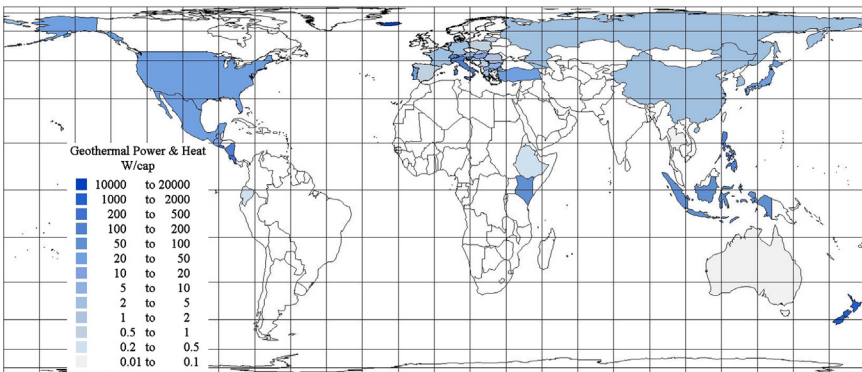 Geothermal Power & Heat
W/cap
10000 to 20000
1000 to 2000
200 to 500
100 to 200
50 to 100
20 to 50
10 to 20
5 to 10
2 to 5
1 to 2
0.5 to 1
0.2 to 0.5
0.01 to 0.1